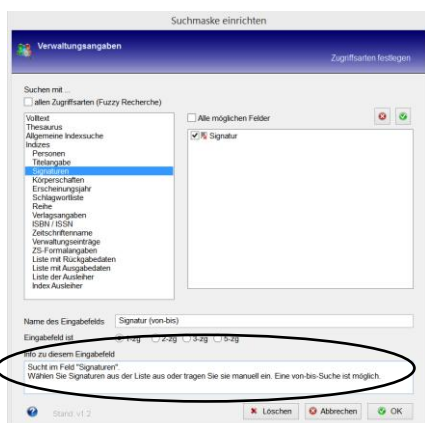 Suchmaske einrichten
Verwaltungsangaben
Zugriffsarten festlegen
Suchen mit ...
allen Zugriffsarten (Fuzzy Recherche)
Volltext
Thesaurus
Allgemeine Indexsuche
Indizes
Personen
Titelangabe
Signaturen
Körperschaften
Erscheinungsjahr
Schlagwortliste
Reihe
Verlagsangaben
ISBN / ISSN
Zeitschriftenname
Verwaltungseinträge
ZS-Formalangaben
Liste mit Rückgabedaten
Liste mit Ausgabedaten
Liste der Ausleiher
Index Ausleiher
Alle möglichen Felder
Signatur
Name des Eingabefelds Signatur (von-bis)
Eingabefeld ist 1-zg 2-zg 3-zg 5-zg
Info zu diesem Eingabefeld
Sucht im Feld "Signaturen".
Wählen Sie Signaturen aus der Liste aus oder tragen Sie sie manuell ein. Eine von-bis-Suche ist möglich.
Stand v1.2
Löschen Abbrechen OK